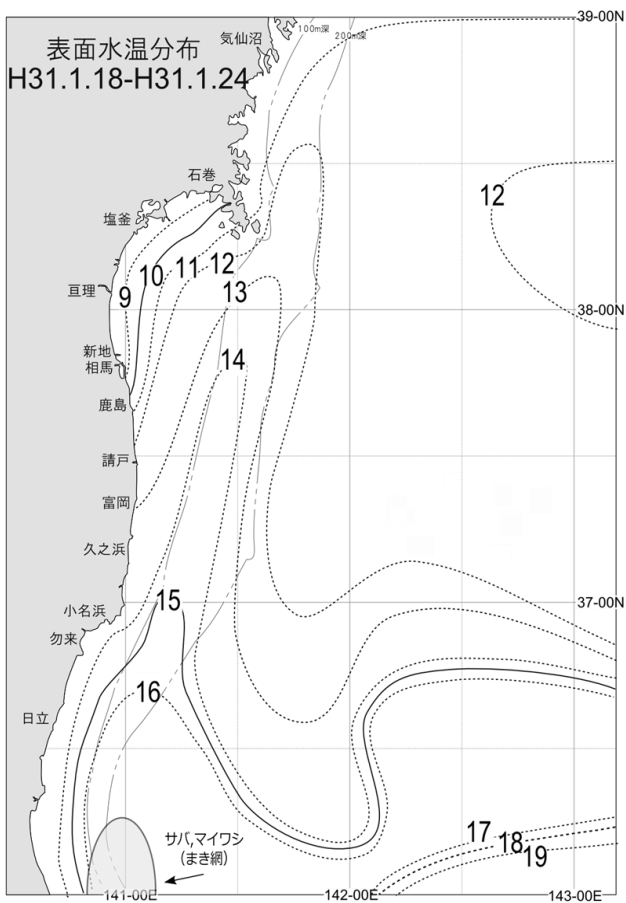 39-00N
100m深
200m深
気仙沼
表面水温分布
H31.1.18-H31.1.24
石巻
12
塩釜
10
11
12
亘理
9
13
38-00N
新地
相馬
14
鹿島
請戸
富岡
久之浜
15
37-00N
小名浜
勿来
16
日立
17
18
19
サバ,マイワシ
(まき網)
141-00E
142-00E
143-00E